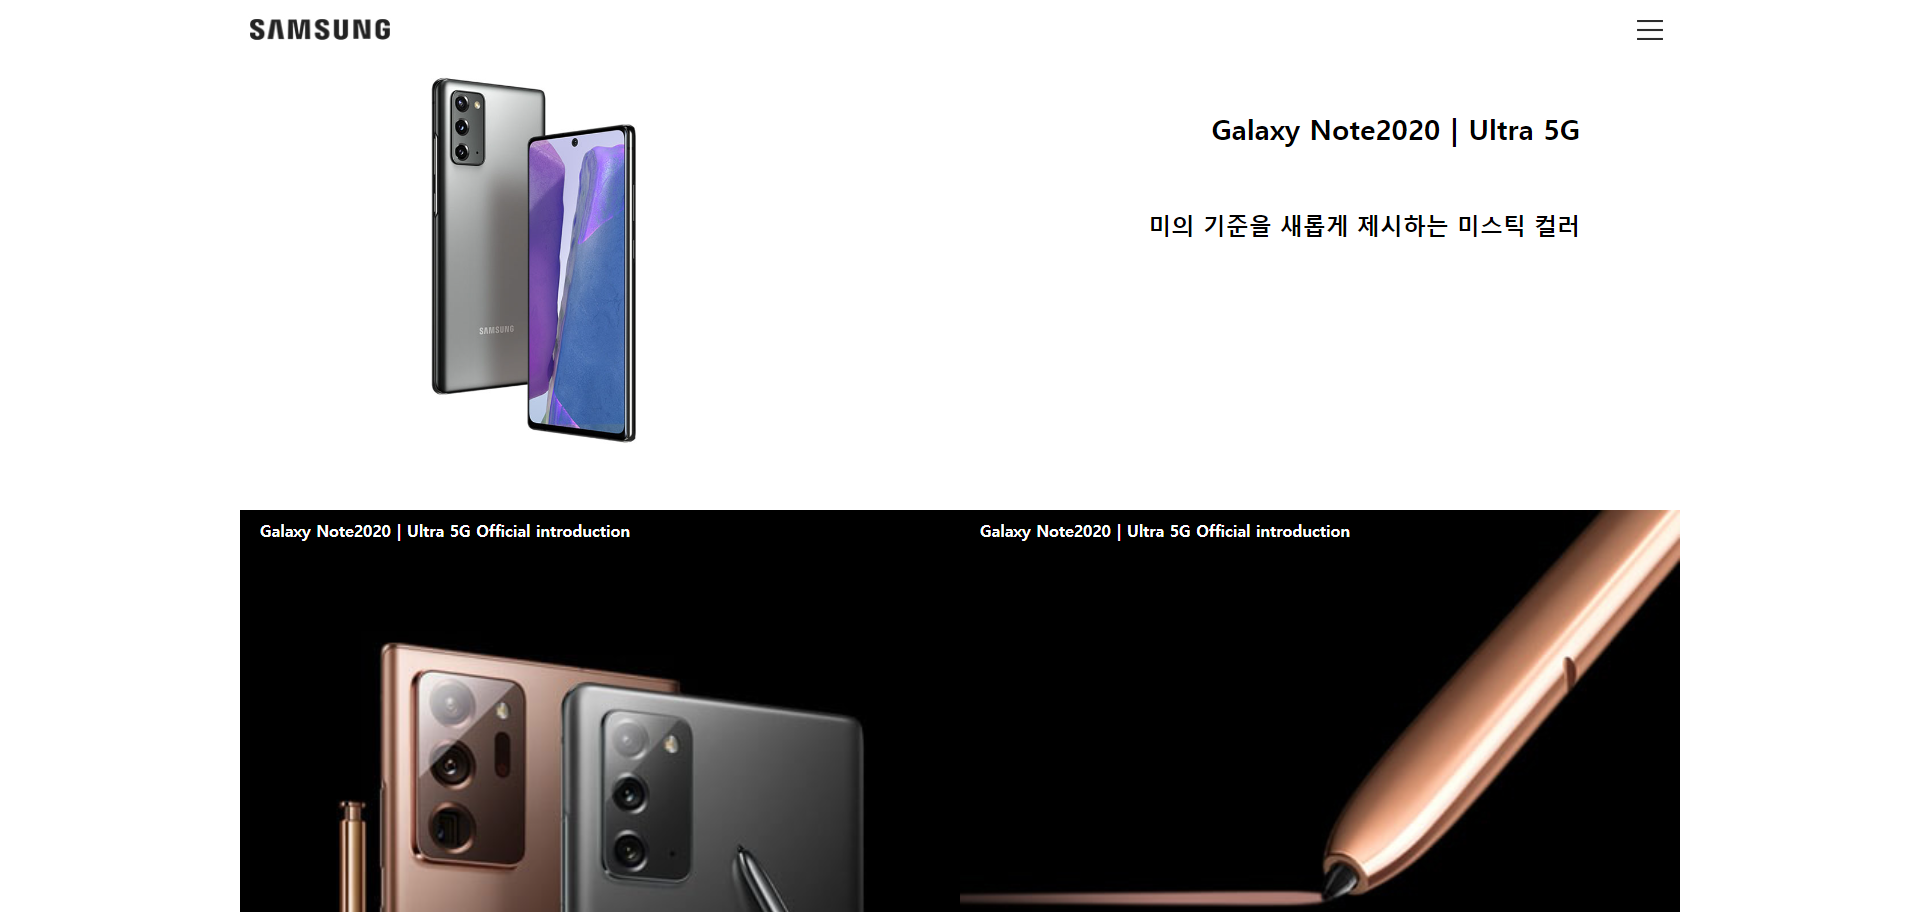 SAMSUNG
Galaxy Note2020 | Ultra 5G
미의 기준을 새롭게 제시하는 미스틱 컬러
SAMSUNG
Galaxy Note2020 | Ultra 5G Official introduction
Galaxy Note2020 | Ultra 5G Official introduction